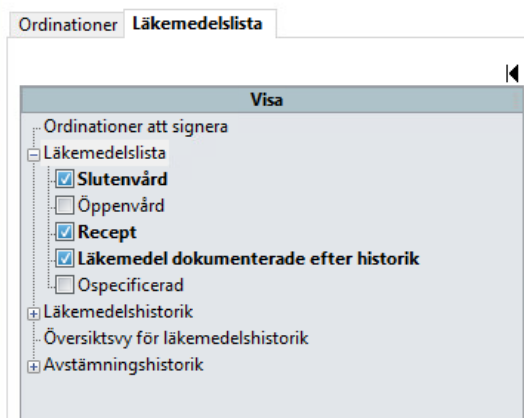 Ordinationer Läkemedelslista
Visa
Ordinationer att signera
Läkemedelslista
Slutenvård
Öppenvård
Recept
Läkemedel dokumenterade efter historik
Ospecificerad
Läkemedelshistorik
Översiktsvy för läkemedelshistorik
Avstämningshistorik